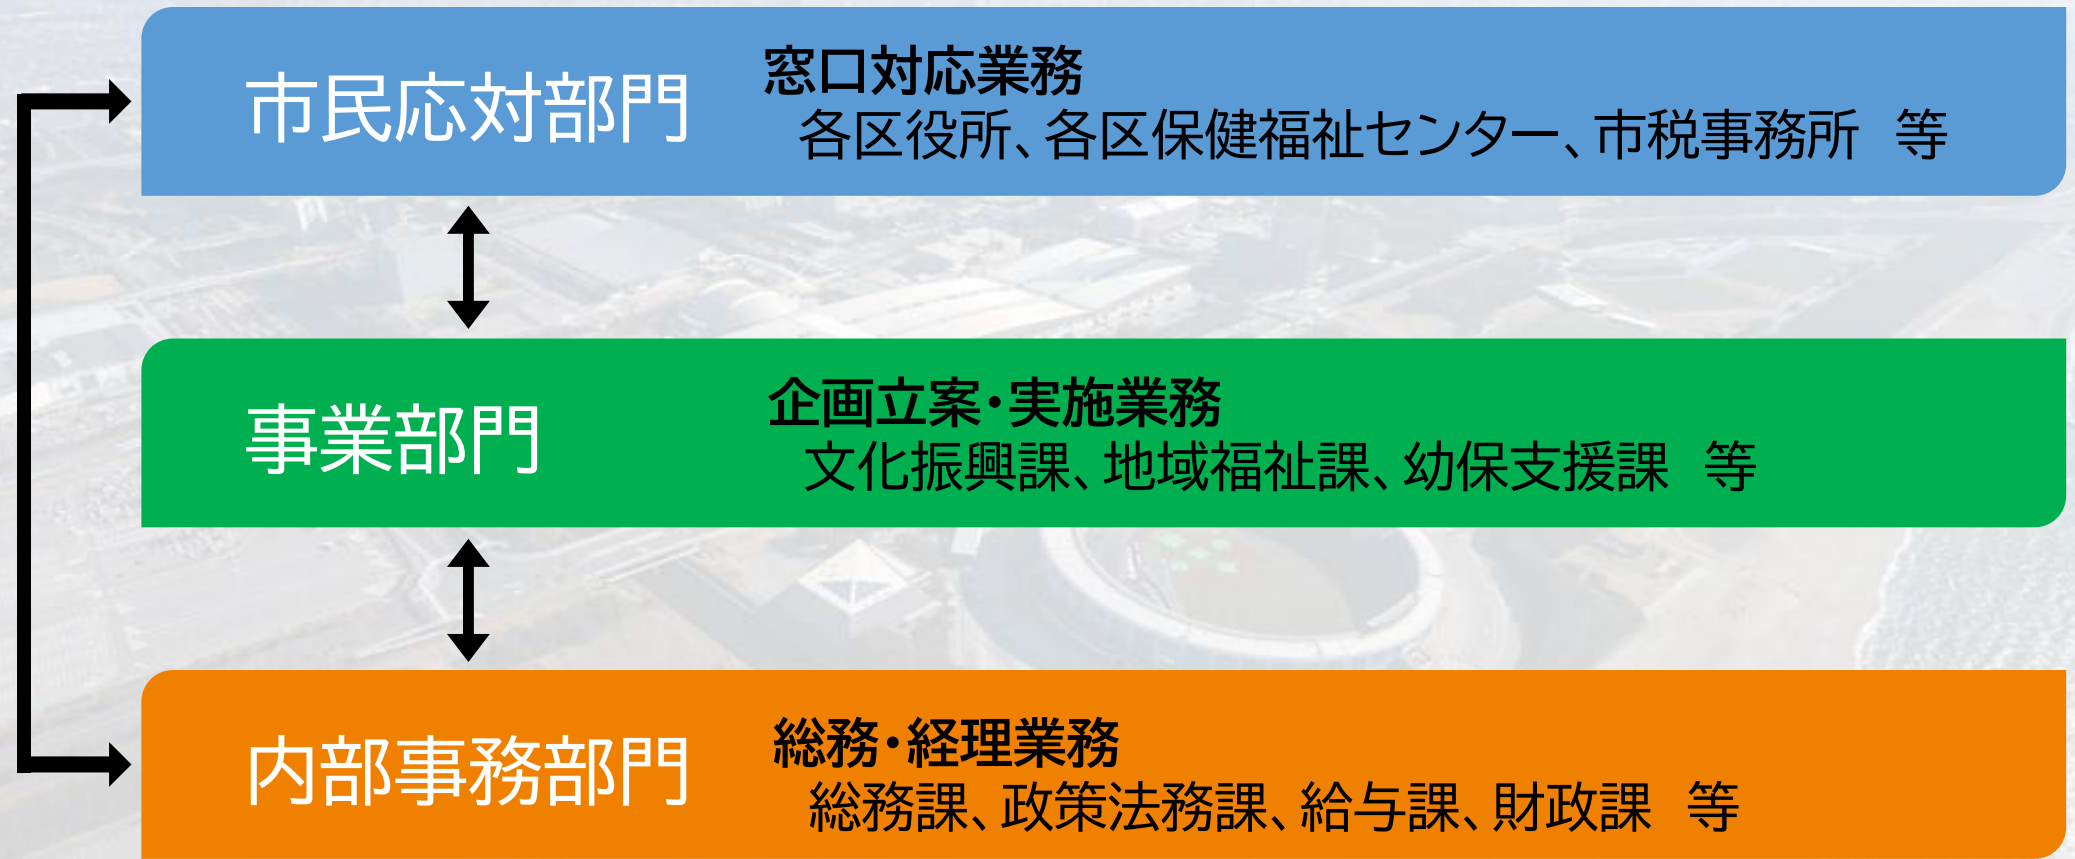 市民応対部門
窓口対応業務
各区役所、各区保健福祉センター、市税事務所　等
事業部門
企画立案・実施業務
文化振興課、地域福祉課、幼保支援課　等
内部事務部門
総務・経理業務
総務課、政策法務課、給与課、財政課　等